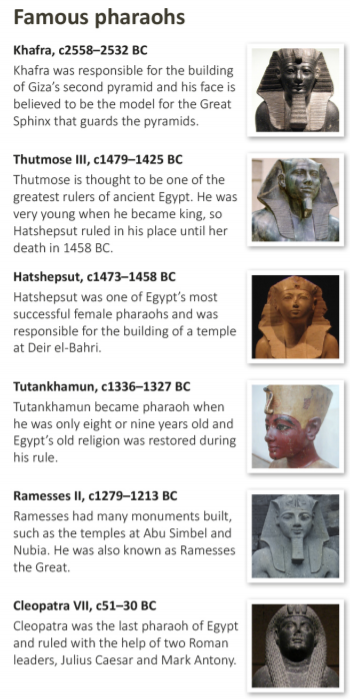 Famous pharaohs
Khafra, c2558–2532 BC
Khafra was responsible for the building
of Giza's second pyramid and his face is
believed to be the model for the Great
Sphinx that guards the pyramids.
Thutmose III, c1479–1425 BC
Thutmose is thought to be one of the
greatest rulers of ancient Egypt. He was
very young when he became king, so
Hatshepsut ruled in his place until her
death in 1458 BC.
Hatshepsut, c1473–1458 BC
Hatshepsut was one of Egypt's most
successful female pharaohs and was
responsible for the building of a temple
at Deir el-Bahri.
Tutankhamun, c1336–1327 BC
Tutankhamun became pharaoh when
he was only eight or nine years old and
Egypt's old religion was restored during
his rule.
Ramesses II, c1279–1213 BC
Ramesses had many monuments built,
such as the temples at Abu Simbel and
Nubia. He was also known as Ramesses
the Great.
Cleopatra VII, c51–30 BC
Cleopatra was the last pharaoh of Egypt
and ruled with the help of two Roman
leaders, Julius Caesar and Mark Antony.